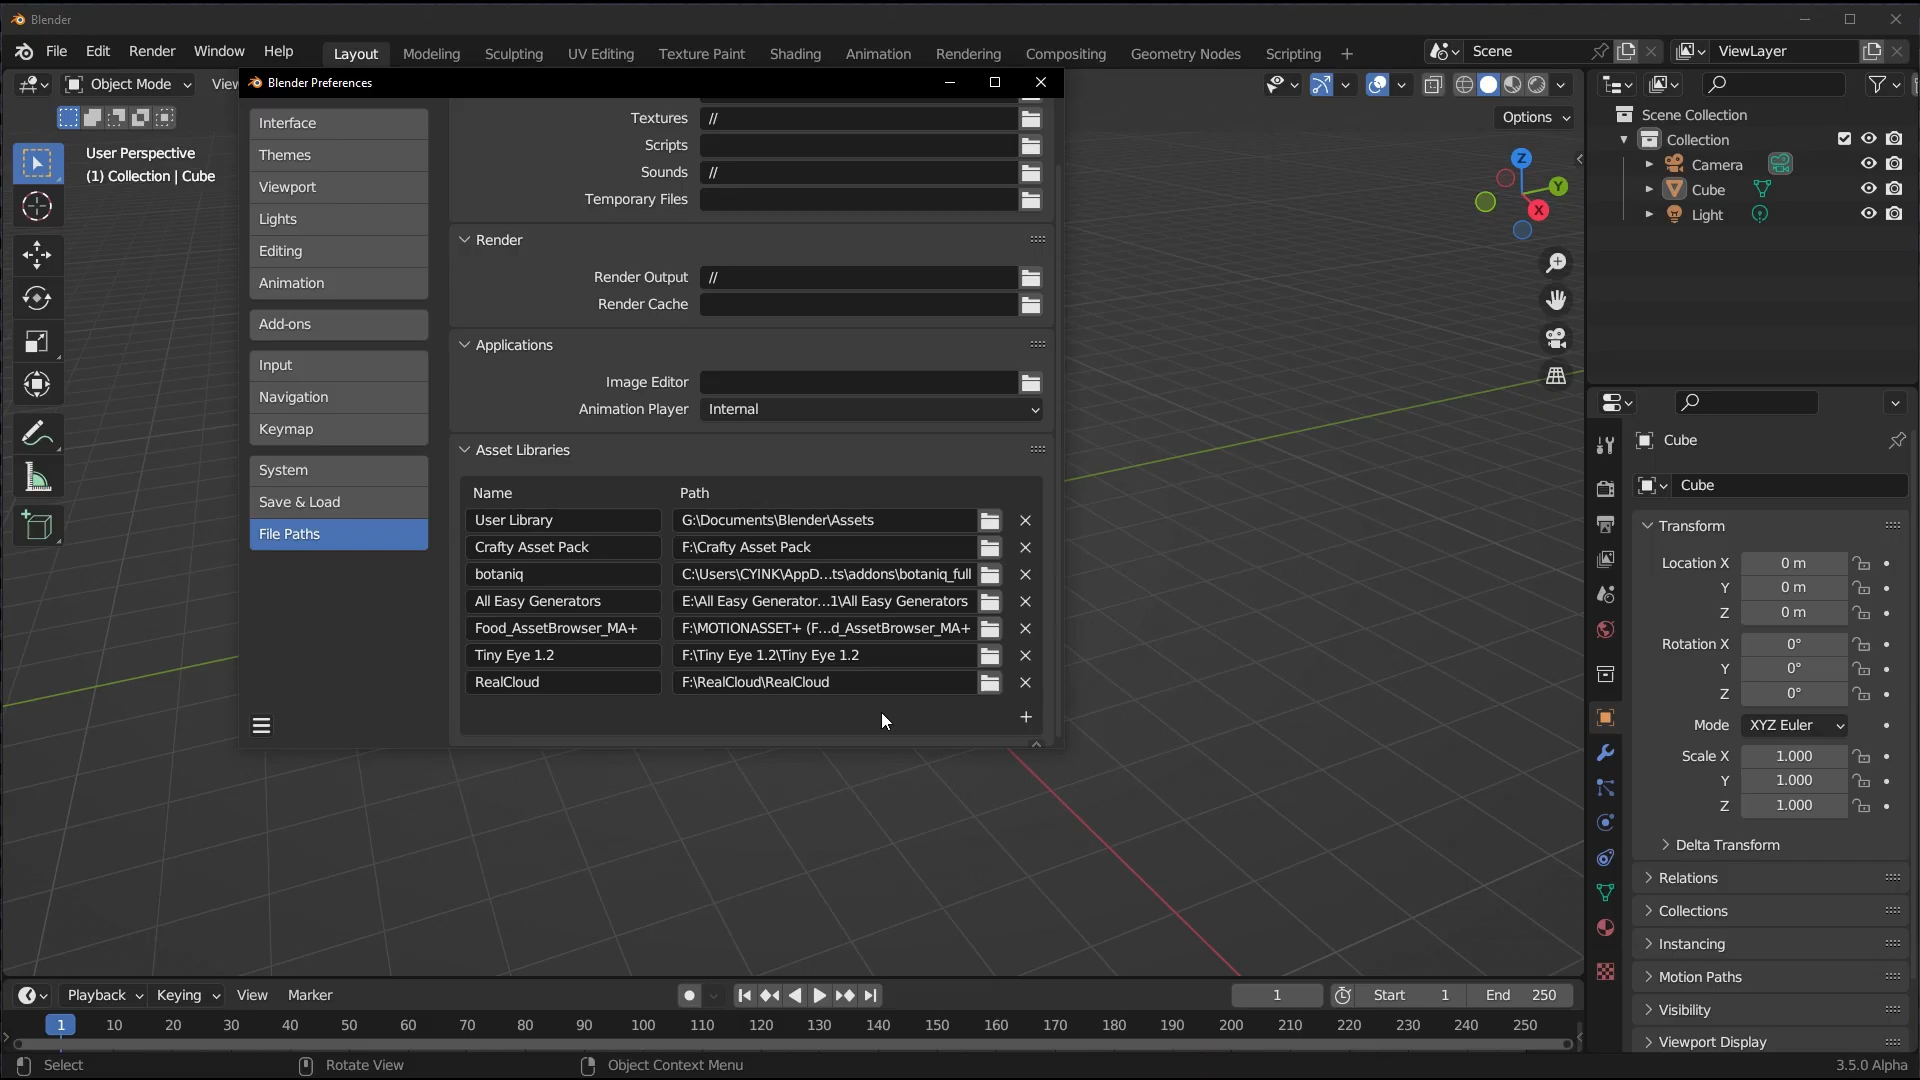 Blender
File Edit Render Window Help Layout Modeling Sculpting UV Editing Texture Paint Shading Animation Rendering Compositing Geometry Nodes Scripting + Scene ViewLayer
Object Mode View
Blender Preferences
Options
User Perspective
(1) Collection | Cube
Z
Y
X
Interface
Themes
Viewport
Lights
Editing
Animation
Add-ons
Input
Navigation
Keymap
System
Save & Load
File Paths
Textures //
Scripts
Sounds //
Temporary Files
Render
Render Output //
Render Cache
Applications
Image Editor
Animation Player Internal
Asset Libraries
Name Path
User Library G:\Documents\Blender\Assets
Crafty Asset Pack F:\Crafty Asset Pack
botaniq C:\Users\CYINK\AppD...ts\addons\botaniq_full
All Easy Generators E:\All Easy Generator...1\All Easy Generators
Food_AssetBrowser_MA+ F:\MOTIONASSET+ (F...d_AssetBrowser_MA+
Tiny Eye 1.2 F:\Tiny Eye 1.2\Tiny Eye 1.2
RealCloud F:\RealCloud\RealCloud
Scene Collection
Collection
Camera
Cube
Light
Cube
Cube
Transform
Location X 0 m
Y 0 m
Z 0 m
Rotation X 0°
Y 0°
Z 0°
Mode XYZ Euler
Scale X 1.000
Y 1.000
Z 1.000
Delta Transform
Relations
Collections
Instancing
Motion Paths
Visibility
Viewport Display
Playback Keying View Marker 1 Start 1 End 250
1 10 20 30 40 50 60 70 80 90 100 110 120 130 140 150 160 170 180 190 200 210 220 230 240 250
Select Rotate View Object Context Menu 3.5.0 Alpha